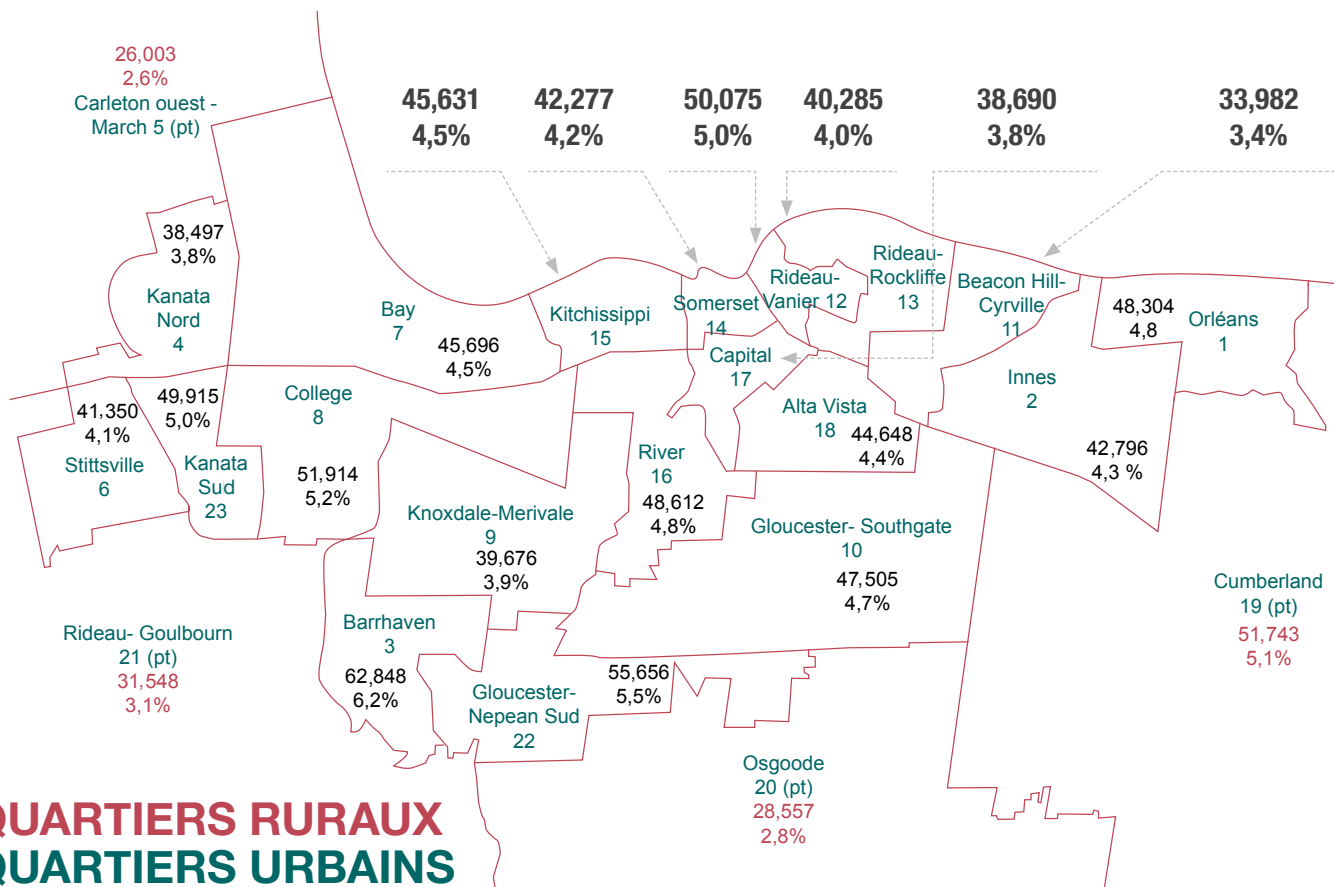 26,003
2,6%
Carleton ouest -
March 5 (pt)
45,631
4,5%
42,277
4,2%
50,075
5,0%
40,285
4,0%
38,690
3,8%
33,982
3,4%
38,497
3,8%
Kanata
Nord
4
Bay
7
45,696
4,5%
Kitchissippi
15
Somerset
14
Rideau-
Vanier 12
Rideau-
Rockliffe
13
Beacon Hill-
Cyrville
11
48,304
4,8
Orléans
1
Capital
17
Innes
2
42,796
4,3 %
41,350
4,1%
Stittsville
6
49,915
5,0%
Kanata
Sud
23
College
8
51,914
5,2%
Alta Vista
18
44,648
4,4%
River
16
48,612
4,8%
Knoxdale-Merivale
9
39,676
3,9%
Gloucester- Southgate
10
47,505
4,7%
Cumberland
19 (pt)
51,743
5,1%
Rideau- Goulbourn
21 (pt)
31,548
3,1%
Barrhaven
3
62,848
6,2%
55,656
5,5%
Gloucester-
Nepean Sud
22
Osgoode
20 (pt)
28,557
2,8%
QUARTIERS RURAUX
QUARTIERS URBAINS